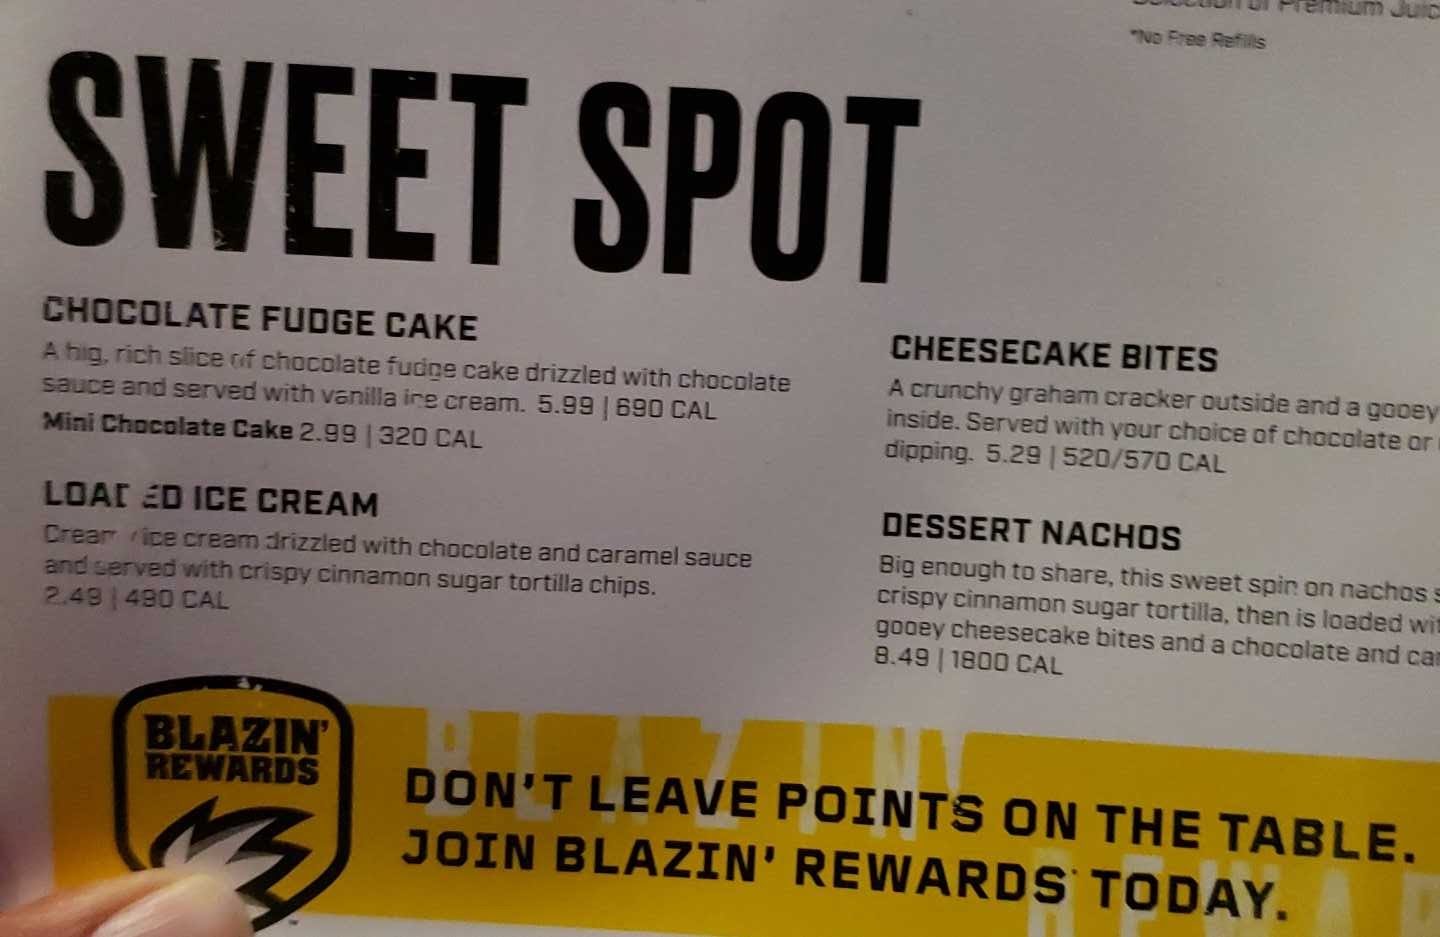 of Premium
*No Free Refills
SWEET SPOT
CHOCOLATE FUDGE CAKE
A big, rich slice of chocolate fudge cake drizzled with chocolate
sauce and served with vanilla ice cream. 5.99 | 690 CAL
Mini Chocolate Cake 2.99 | 320 CAL
LOADED ICE CREAM
Creamy ice cream drizzled with chocolate and caramel sauce
and served with crispy cinnamon sugar tortilla chips.
2.49 | 490 CAL
CHEESECAKE BITES
A crunchy graham cracker outside and a gooey
inside. Served with your choice of chocolate or
dipping. 5.29 | 520/570 CAL
DESSERT NACHOS
Big enough to share, this sweet spin on nachos
crispy cinnamon sugar tortilla, then is loaded
gooey cheesecake bites and a chocolate and
8.49 | 1800 CAL
BLAZIN'
REWARDS
BLAZIN'
DON'T LEAVE POINTS ON THE TABLE.
JOIN BLAZIN' REWARDS TODAY.